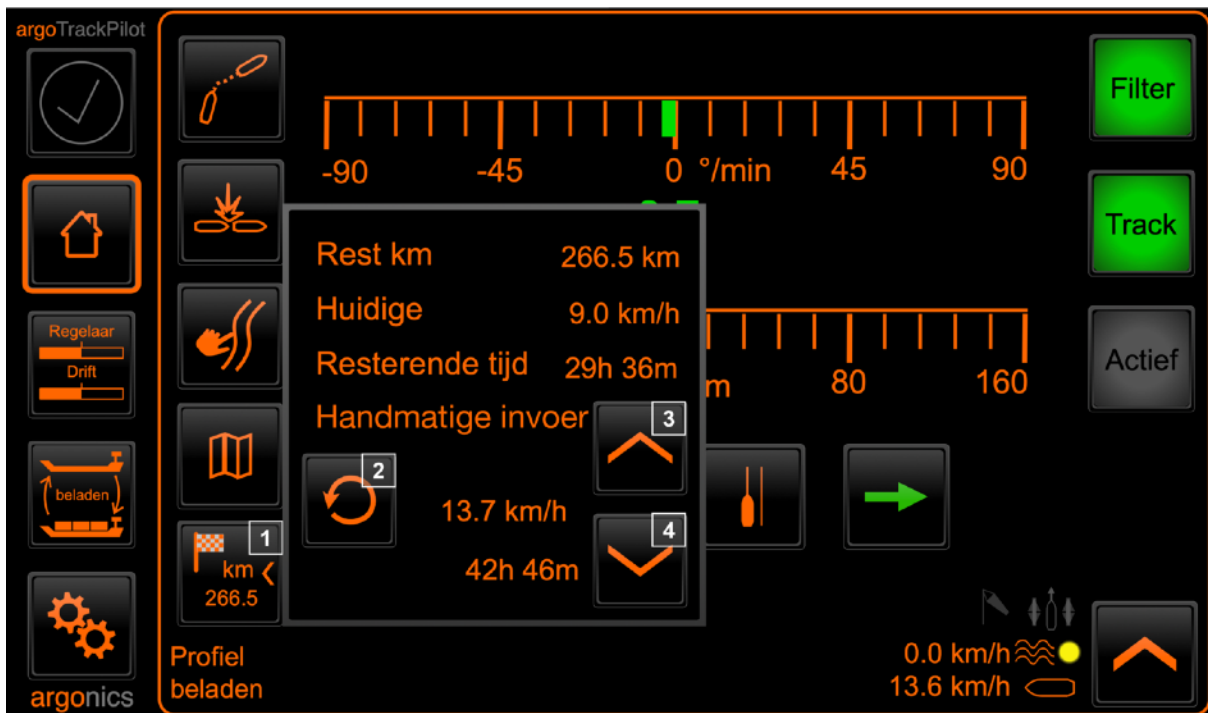 argoTrackPilot
Filter
-90 -45 0 °/min 45 90
Track
Rest km 266.5 km
Huidige 9.0 km/h
Regelaar
Drift
Resterende tijd 29h 36m
m 80 160
Actief
Handmatige invoer 3
2
beladen
13.7 km/h
4
1
42h 46m
km
266.5
Profiel
beladen
0.0 km/h
13.6 km/h
argonics